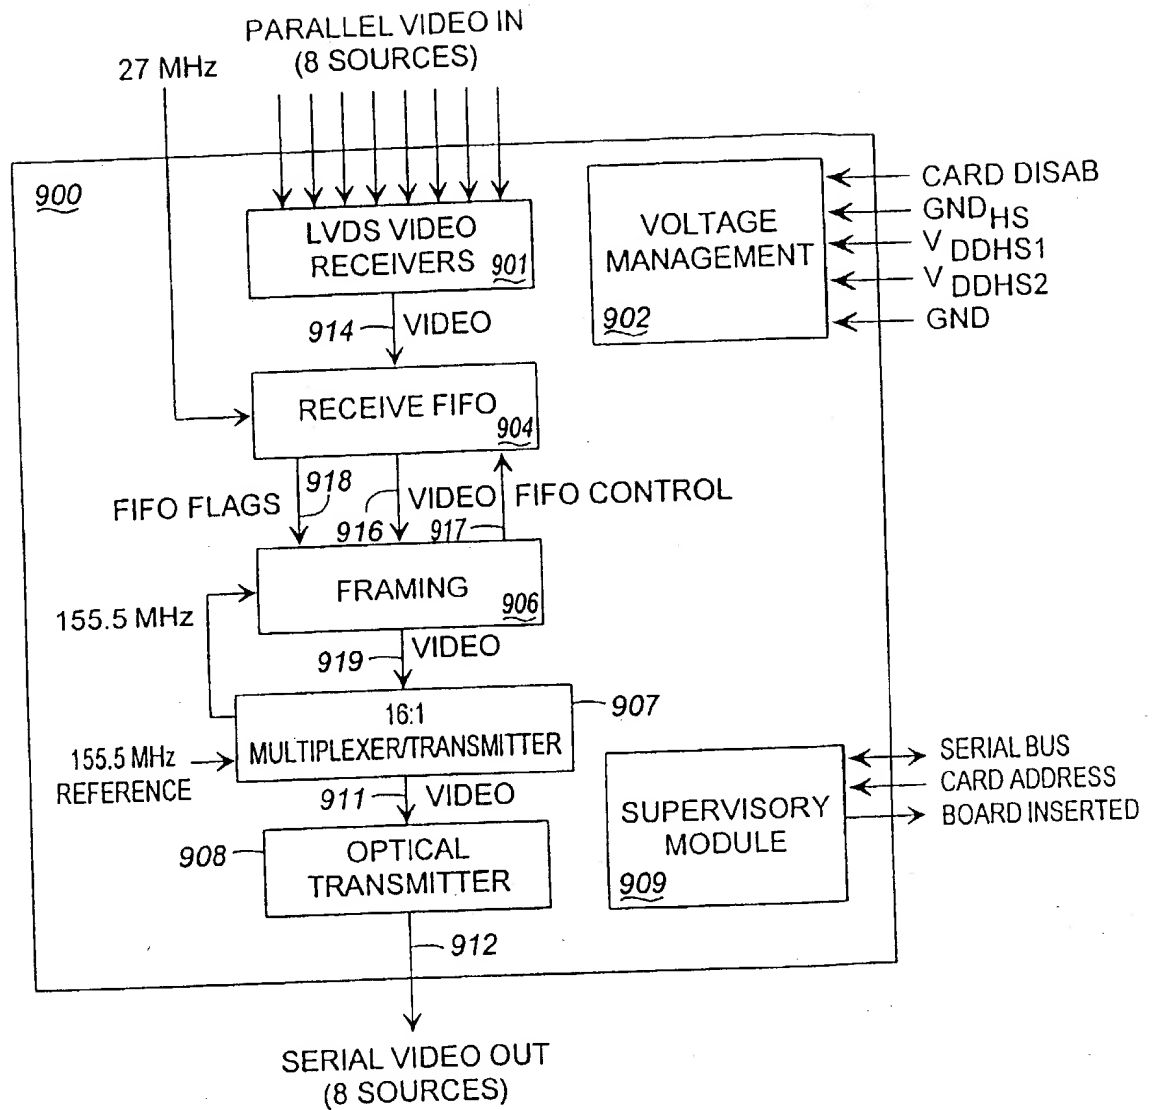 PARALLEL VIDEO IN
(8 SOURCES)
27 MHz
900
LVDS VIDEO
RECEIVERS
901
VOLTAGE
MANAGEMENT
902
CARD DISAB
GNDHS
V DDHS1
V DDHS2
GND
914
VIDEO
RECEIVE FIFO
904
FIFO FLAGS
918
916
VIDEO
917
FIFO CONTROL
FRAMING
906
155.5 MHz
919
VIDEO
16:1
MULTIPLEXER/TRANSMITTER
907
155.5 MHz
REFERENCE
911
VIDEO
908
OPTICAL
TRANSMITTER
SUPERVISORY
MODULE
909
SERIAL BUS
CARD ADDRESS
BOARD INSERTED
912
SERIAL VIDEO OUT
(8 SOURCES)